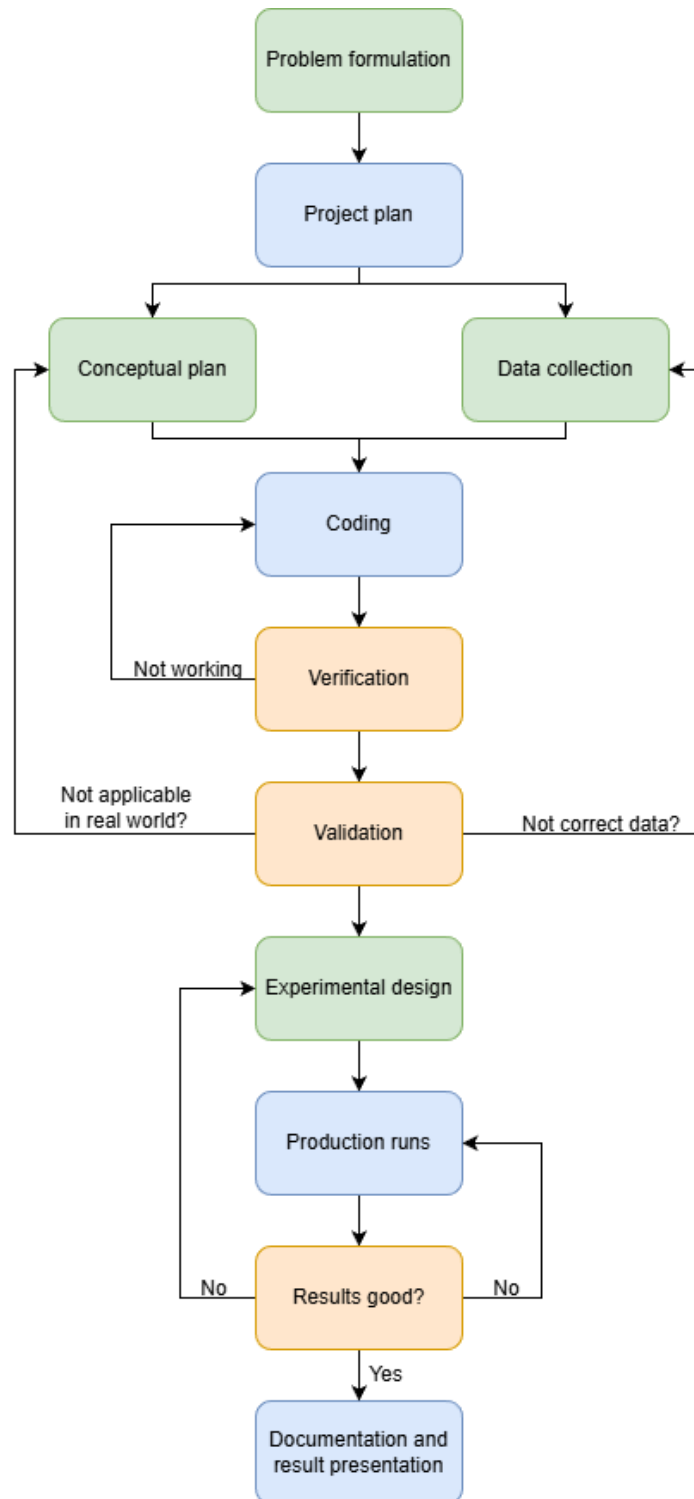 Problem formulation
Project plan
Conceptual plan
Data collection
Coding
Not working
Verification
Not applicable
in real world?
Validation
Not correct data?
Experimental design
Production runs
No
Results good?
No
Yes
Documentation and
result presentation